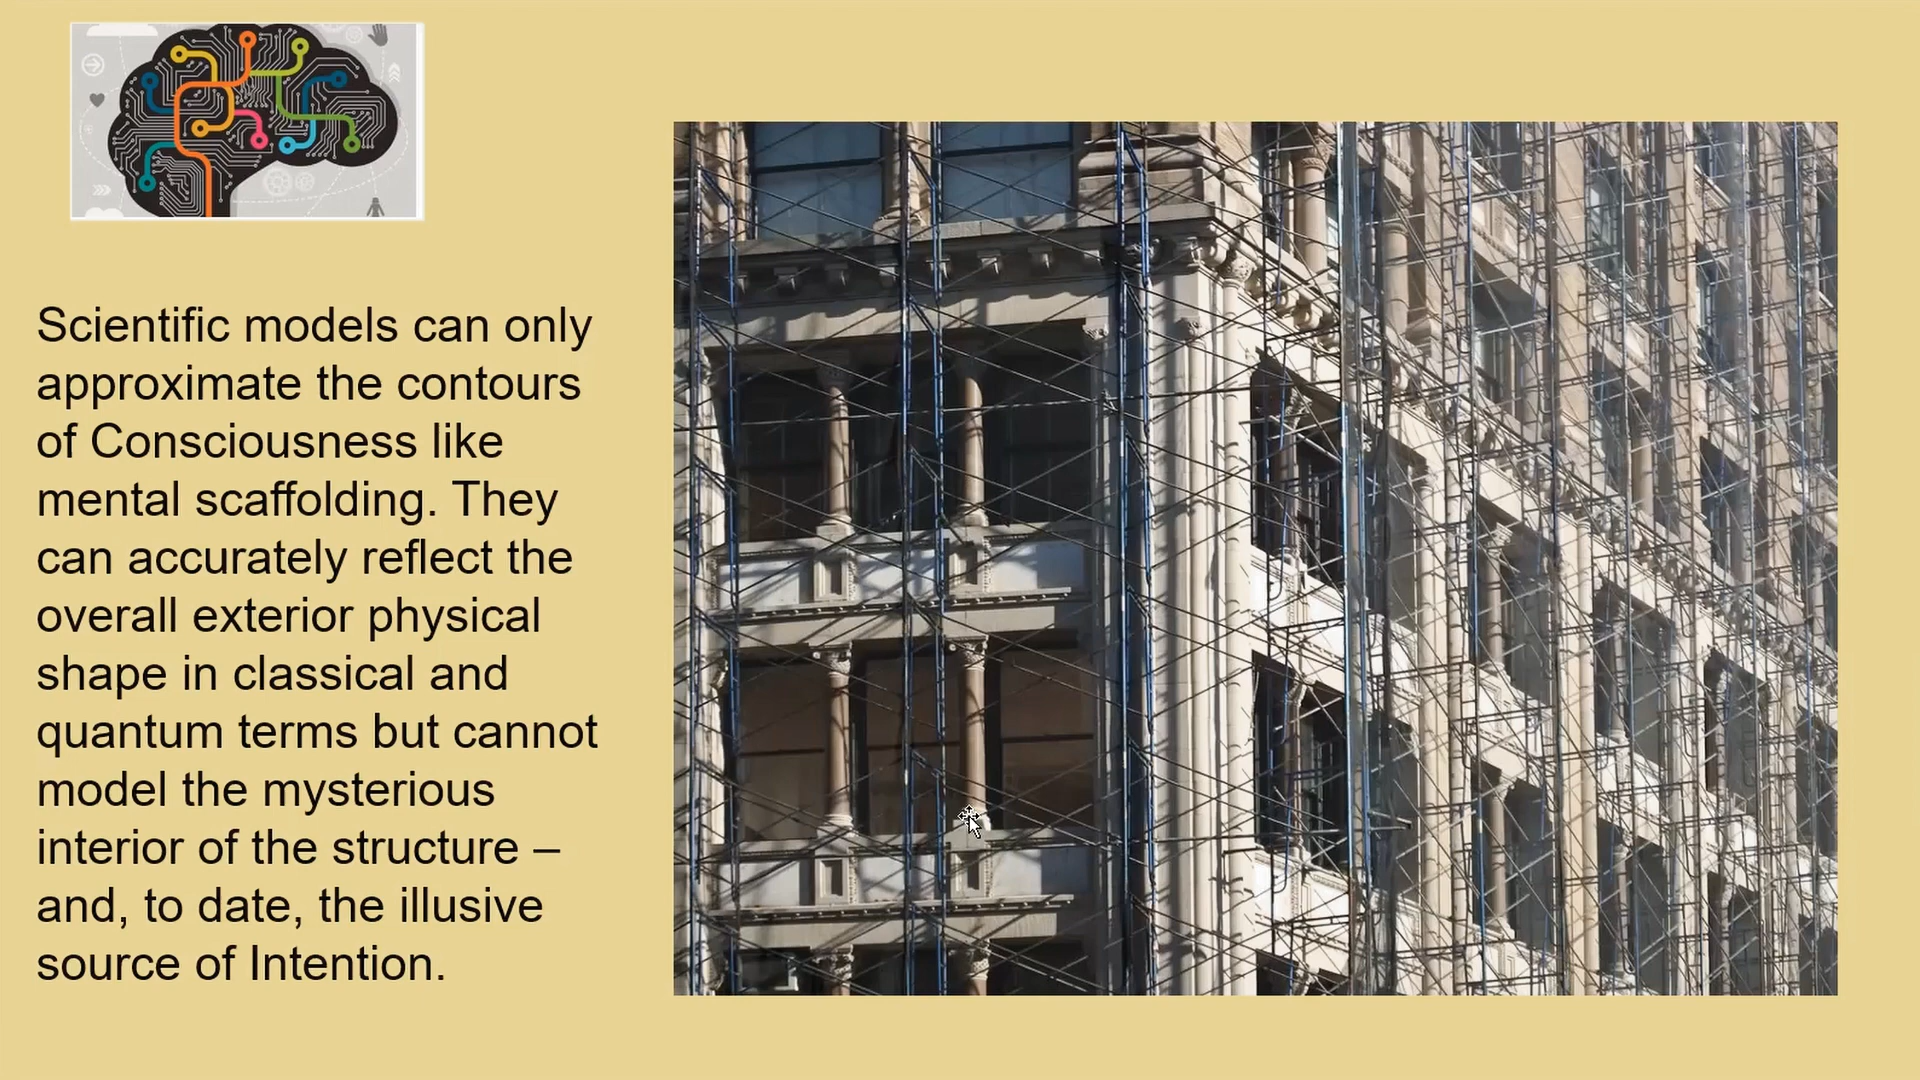 Scientific models can only
approximate the contours
of Consciousness like
mental scaffolding. They
can accurately reflect the
overall exterior physical
shape in classical and
quantum terms but cannot
model the mysterious
interior of the structure –
and, to date, the illusive
source of Intention.